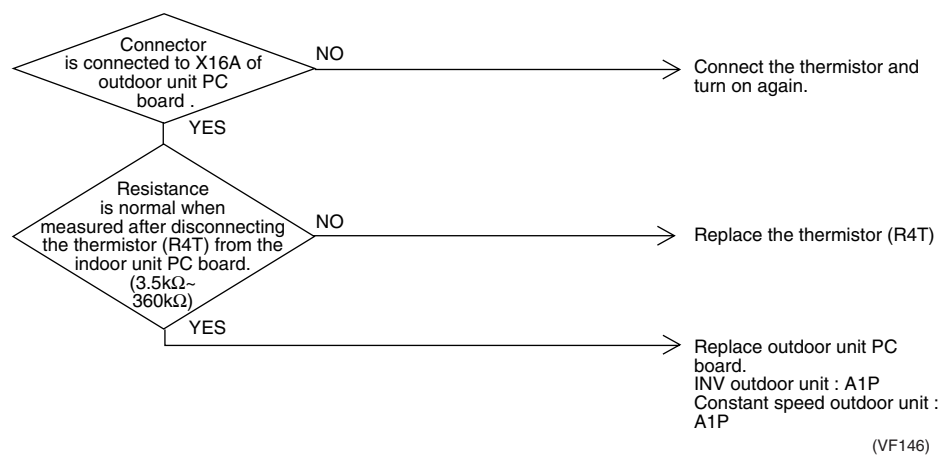 Connector
is connected to X16A of
outdoor unit PC
board .
NO
Connect the thermistor and
turn on again.
YES
Resistance
is normal when
measured after disconnecting
the thermistor (R4T) from the
indoor unit PC board.
(3.5kΩ~
360kΩ)
NO
Replace the thermistor (R4T)
YES
Replace outdoor unit PC
board.
INV outdoor unit : A1P
Constant speed outdoor unit :
A1P
(VF146)